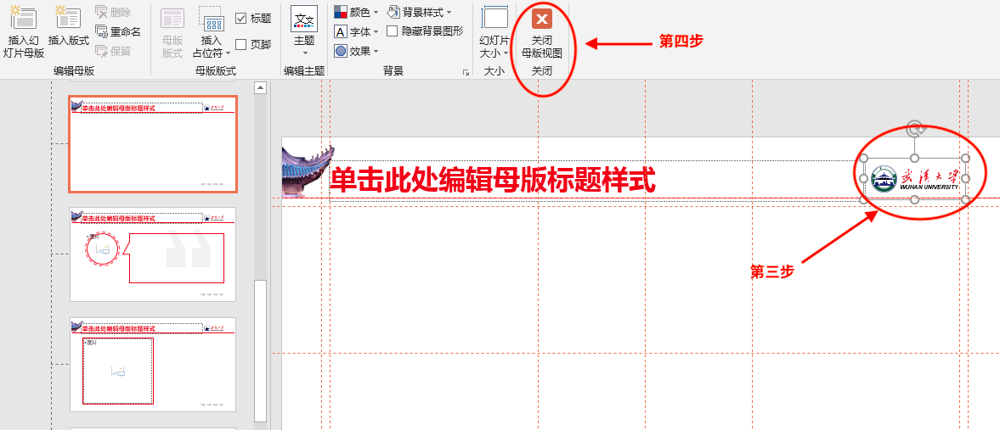 插入幻
灯片母版
插入版式
删除
重命名
保留
编辑母版
母版
版式
插入
占位符
标题
页脚
母版版式
文文
主题
编辑主题
颜色
A 字体
效果
背景样式
隐藏背景图形
背景
幻灯片
大小
大小
关闭
母版视图
关闭
第四步
单击此处编辑母版标题样式
图片
单击此处编辑母版标题样式
单击此处编辑母版标题样式
图片
单击此处编辑母版标题样式
武汉大学
WUHAN UNIVERSITY
第三步